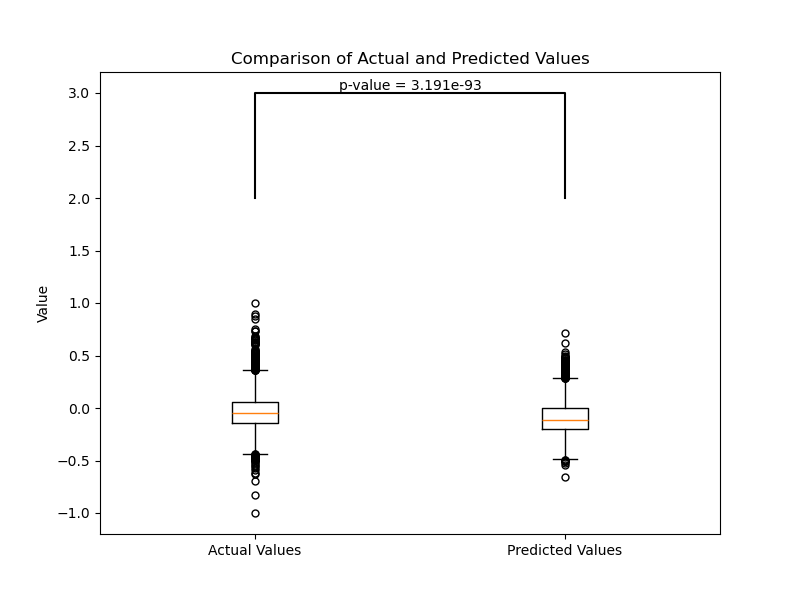 Comparison of Actual and Predicted Values
p-value = 3.191e-93
3.0
2.5
2.0
1.5
1.0
0.5
0.0
−0.5
−1.0
Value
Actual Values
Predicted Values